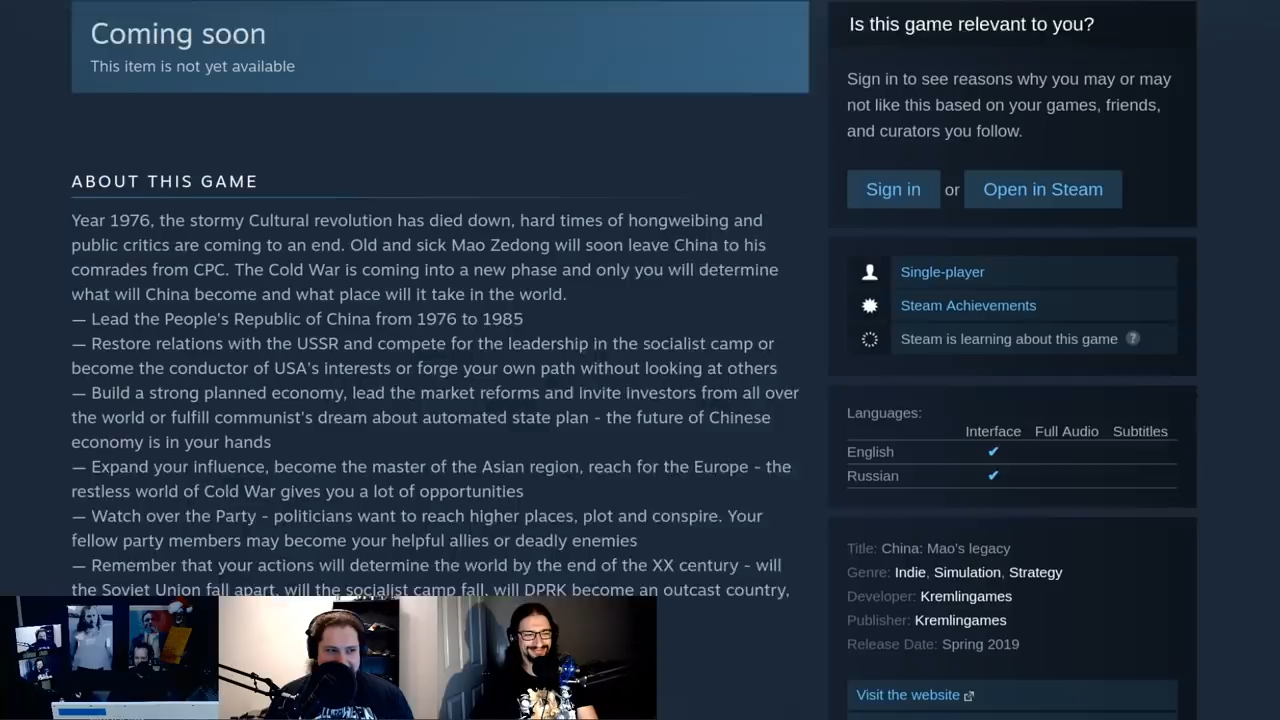 Coming soon
This item is not yet available
ABOUT THIS GAME
Year 1976, the stormy Cultural revolution has died down, hard times of hongweibing and
public critics are coming to an end. Old and sick Mao Zedong will soon leave China to his
comrades from CPC. The Cold War is coming into a new phase and only you will determine
what will China become and what place will it take in the world.
— Lead the People's Republic of China from 1976 to 1985
— Restore relations with the USSR and compete for the leadership in the socialist camp or
become the conductor of USA's interests or forge your own path without looking at others
— Build a strong planned economy, lead the market reforms and invite investors from all over
the world or fulfill communist's dream about automated state plan - the future of Chinese
economy is in your hands
— Expand your influence, become the master of the Asian region, reach for the Europe - the
restless world of Cold War gives you a lot of opportunities
— Watch over the Party - politicians want to reach higher places, plot and conspire. Your
fellow party members may become your helpful allies or deadly enemies
— Remember that your actions will determine the world by the end of the XX century - will
the Soviet Union fall apart, will the socialist camp fall, will DPRK become an outcast country,
Is this game relevant to you?
Sign in to see reasons why you may or may
not like this based on your games, friends,
and curators you follow.
Sign in or Open in Steam
Single-player
Steam Achievements
Steam is learning about this game ?
Languages:
Interface Full Audio Subtitles
English ✔
Russian ✔
Title: China: Mao's legacy
Genre: Indie, Simulation, Strategy
Developer: Kremlingames
Publisher: Kremlingames
Release Date: Spring 2019
Visit the website